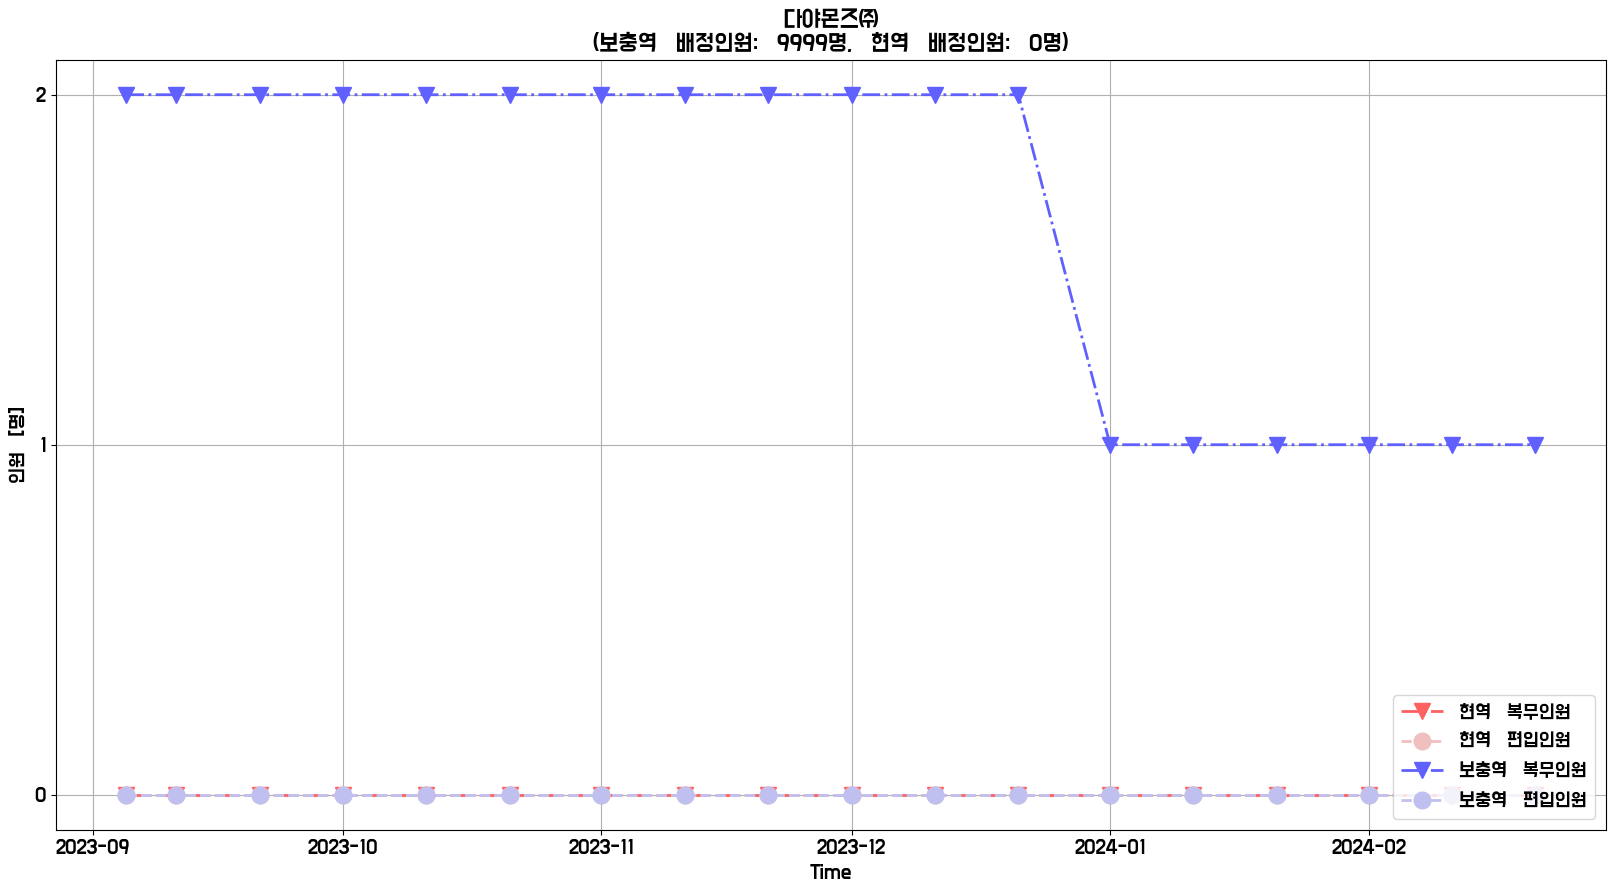 다야몬즈㈜
(보충역 배정인원: 9999명, 현역 배정인원: 0명)
2
1
0
인원 [명]
2023-09 2023-10 2023-11 2023-12 2024-01 2024-02
Time
현역 복무인원
현역 편입인원
보충역 복무인원
보충역 편입인원